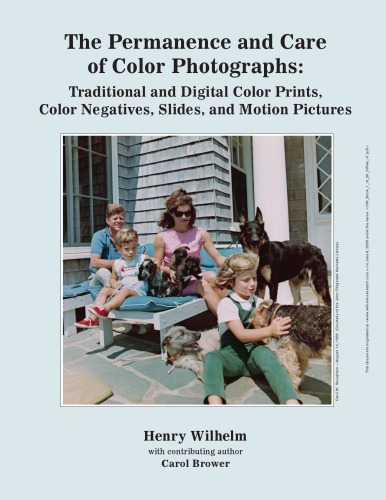 The Permanence and Care
of Color Photographs:
Traditional and Digital Color Prints,
Color Negatives, Slides, and Motion Pictures
Henry Wilhelm
with contributing author
Carol Brower